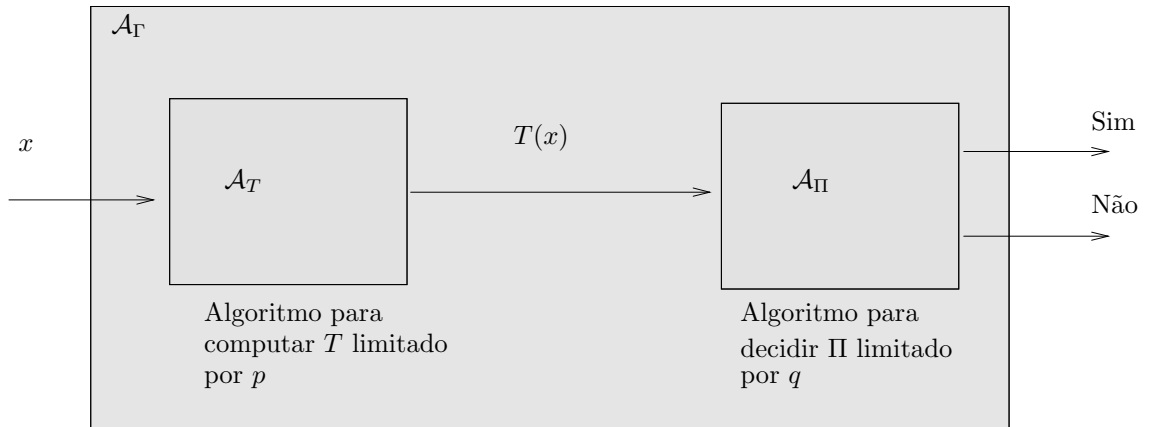 𝒜_Γ
x
𝒜_T
T(x)
𝒜_Π
Sim
Não
Algoritmo para
computar T limitado
por p
Algoritmo para
decidir Π limitado
por q